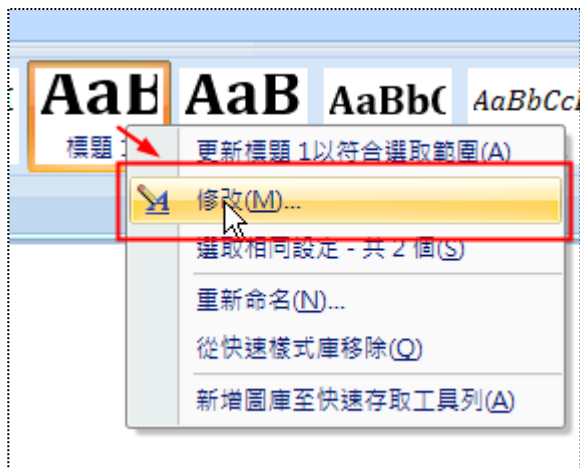 AaB AaB AaBb( AaBbCcI
標題 1
更新標題 1以符合選取範圍(A)
修改(M)...
選取相同設定 - 共 2 個(S)
重新命名(N)...
從快速樣式庫移除(Q)
新增圖庫至快速存取工具列(A)